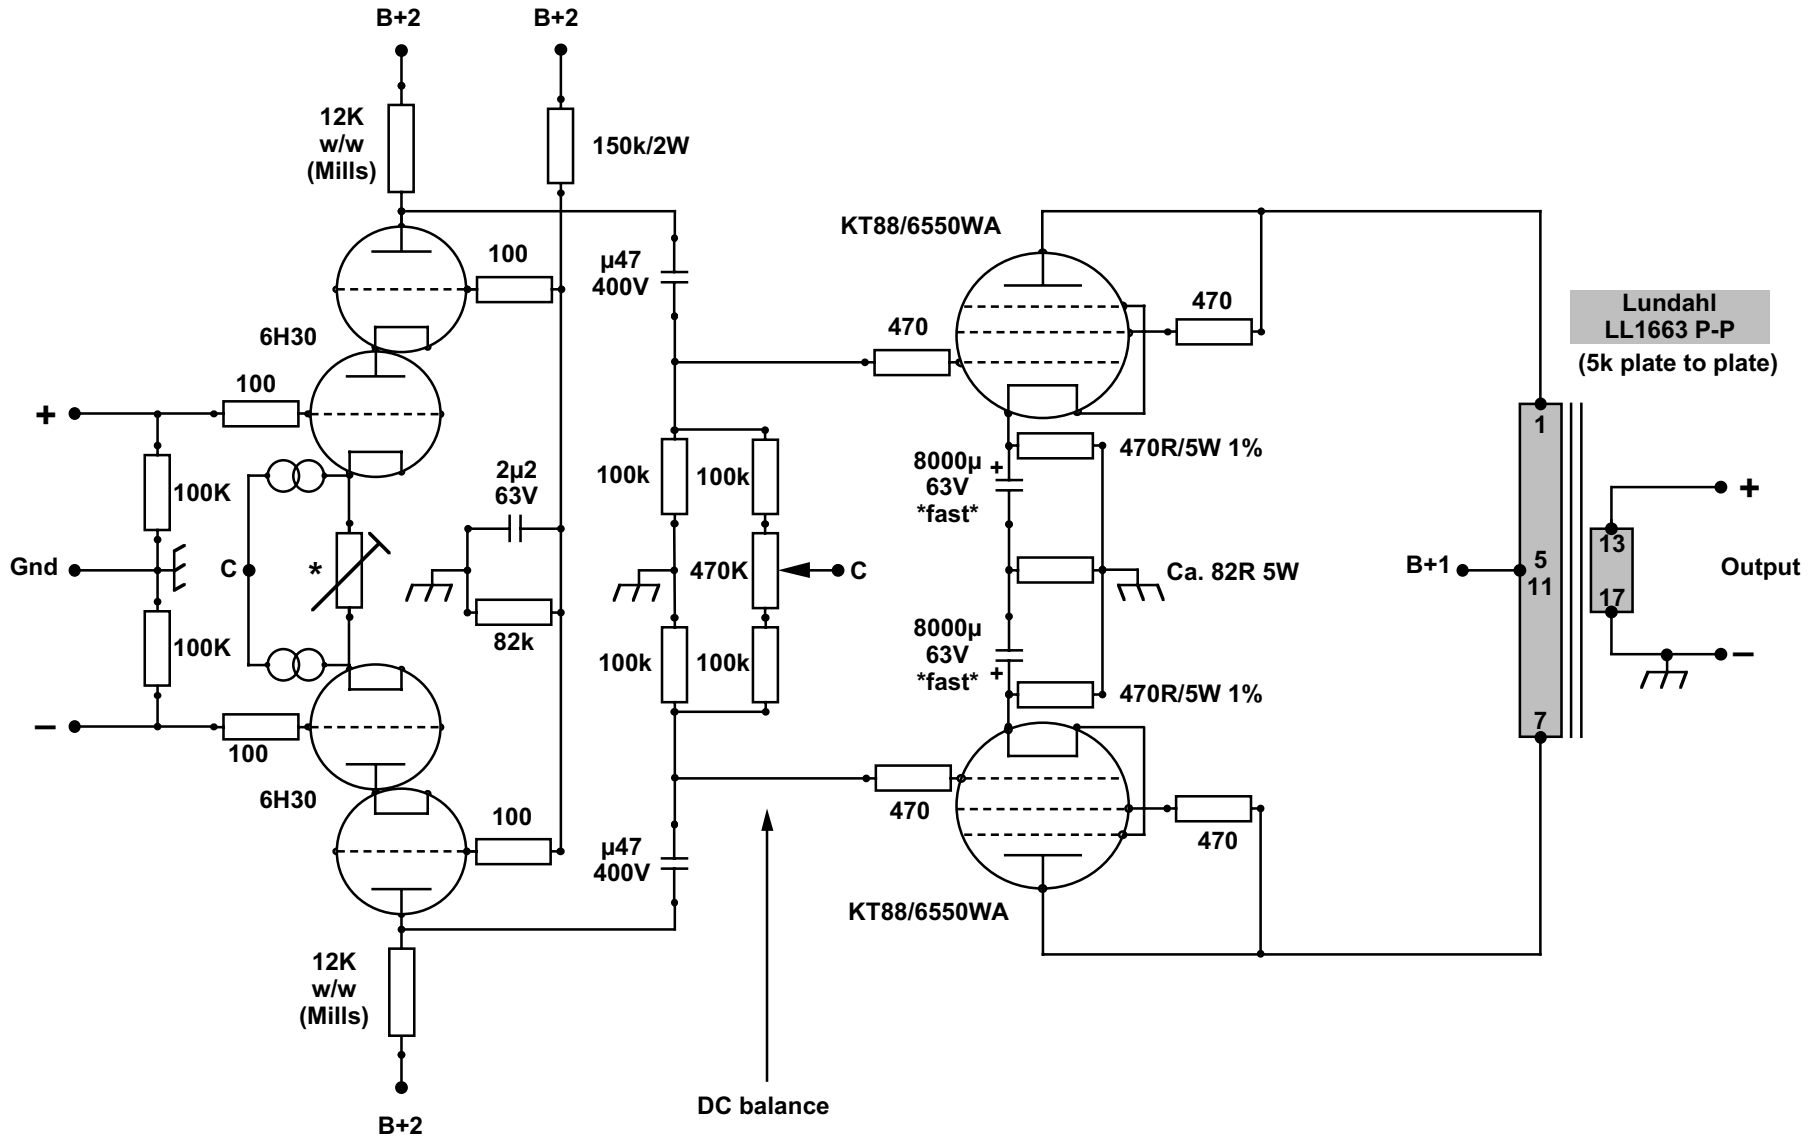 B+2
B+2
12K
w/w
(Mills)
150k/2W
100
µ47
400V
KT88/6550WA
470
470
Lundahl
LL1663 P-P
(5k plate to plate)
6H30
100
+
1
100K
2µ2
63V
100k
100k
8000µ
63V
*fast*
+
470R/5W 1%
+
13
Gnd
C
*
470K
C
Ca. 82R 5W
B+1
5
11
Output
17
100K
82k
100k
100k
8000µ
63V
*fast*
+
470R/5W 1%
–
–
100
7
6H30
100
µ47
400V
470
470
KT88/6550WA
12K
w/w
(Mills)
DC balance
B+2